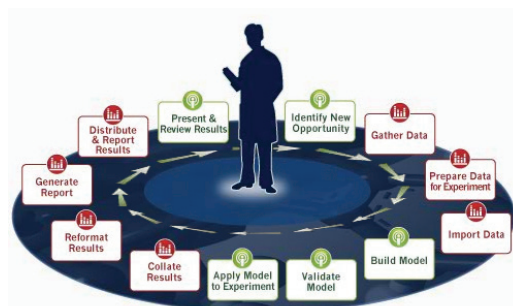 Present &
Review Results
Identify New
Opportunity
Gather Data
Prepare Data
for Experiment
Import Data
Build Model
Validate
Model
Apply Model
to Experiment
Collate
Results
Reformat
Results
Generate
Report
Distribute
& Report
Results